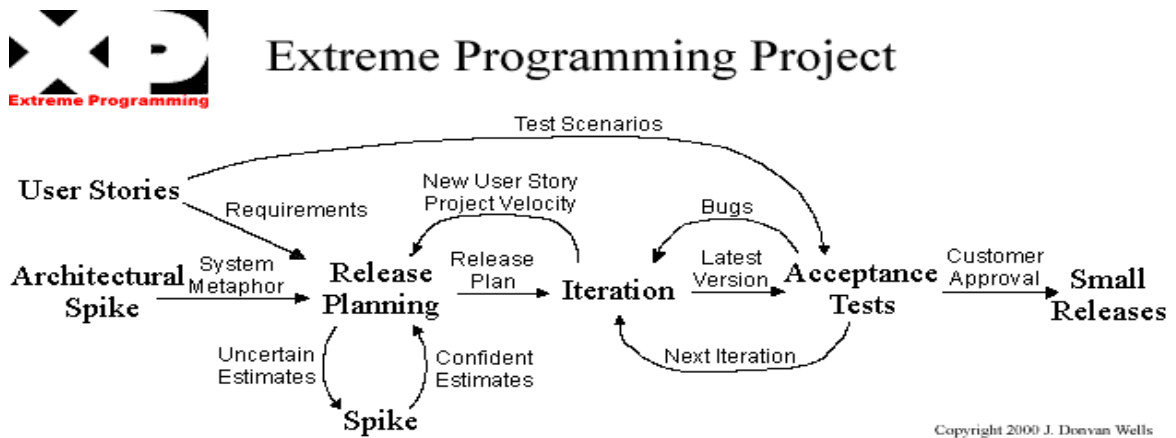 XP
Extreme Programming
Extreme Programming Project
Test Scenarios
User Stories
New User Story
Project Velocity
Requirements
Bugs
Architectural
Spike
System
Metaphor
Release
Planning
Release
Plan
Iteration
Latest
Version
Acceptance
Tests
Customer
Approval
Small
Releases
Uncertain
Estimates
Confident
Estimates
Next Iteration
Spike
Copyright 2000 J. Donvan Wells